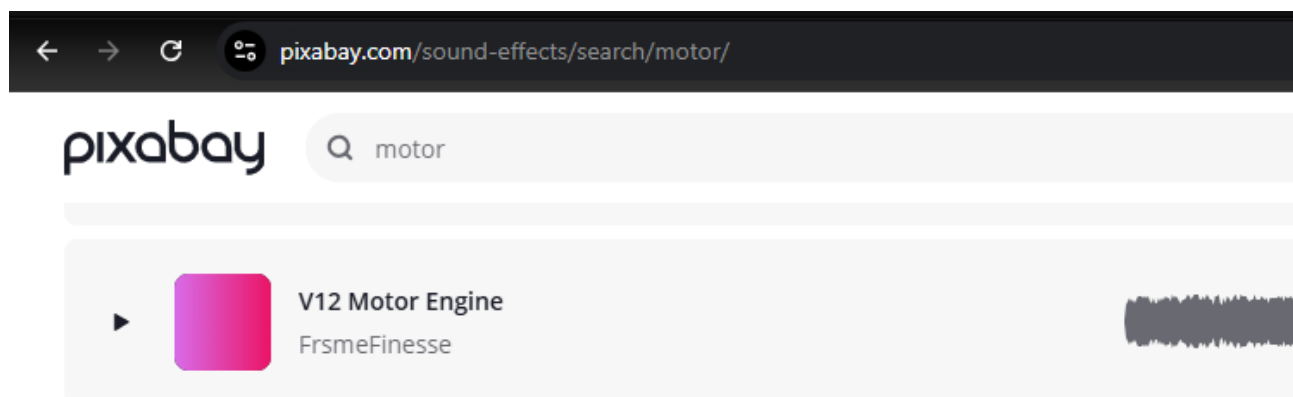 pixabay.com/sound-effects/search/motor/
pixabay motor
V12 Motor Engine
FrsmeFinesse